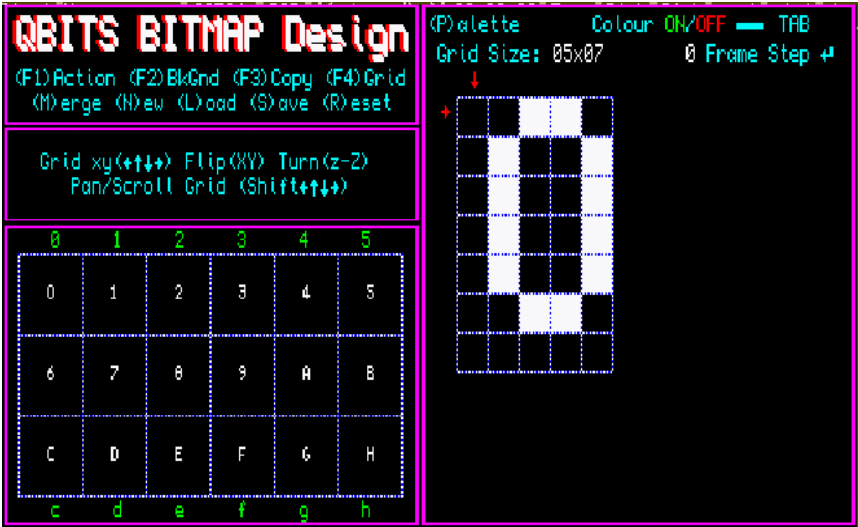 QBITS BITMAP Design
(F1)Action (F2)BkGnd (F3)Copy (F4)Grid
(M)erge (N)ew (L)oad (S)ave (R)eset
Grid xy(←↑↓→) Flip(XY) Turn(z-Z)
Pan/Scroll Grid (Shift←↑↓→)
0 1 2 3 4 5
0 1 2 3 4 5
6 7 8 9 A B
C D E F G H
c d e f g h
(P)alette Colour ON/OFF TAB
Grid Size: 05x07 0 Frame Step ↵